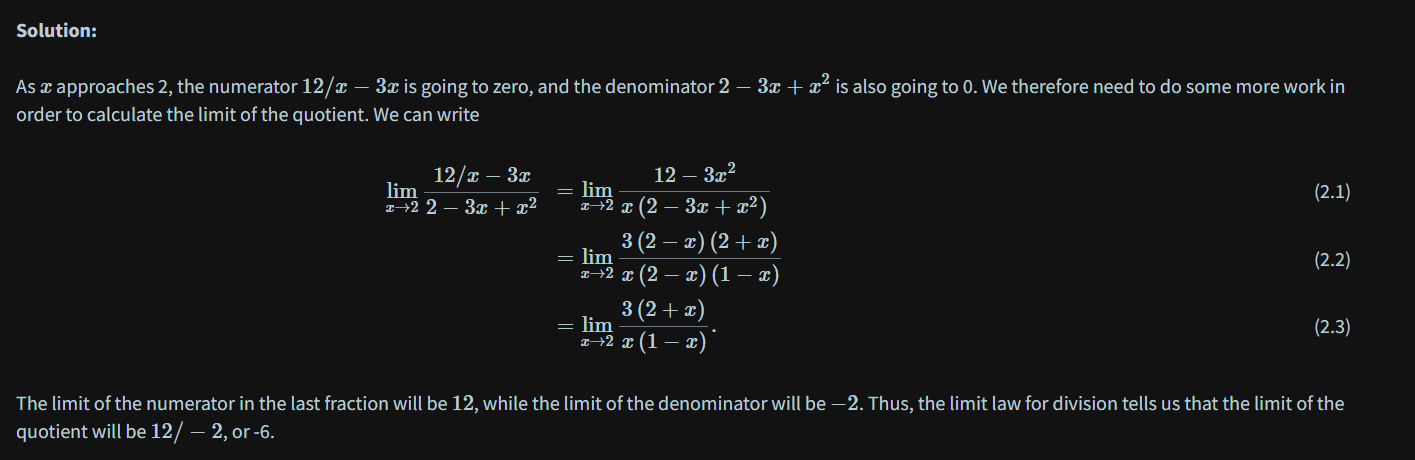 Solution:
As x approaches 2, the numerator 12/x − 3x is going to zero, and the denominator 2 − 3x + x² is also going to 0. We therefore need to do some more work in
order to calculate the limit of the quotient. We can write
lim_{x→2} (12/x − 3x)/(2 − 3x + x²) = lim_{x→2} (12 − 3x²)/(x (2 − 3x + x²)) (2.1)
= lim_{x→2} (3 (2 − x) (2 + x))/(x (2 − x) (1 − x)) (2.2)
= lim_{x→2} (3 (2 + x))/(x (1 − x)). (2.3)
The limit of the numerator in the last fraction will be 12, while the limit of the denominator will be −2. Thus, the limit law for division tells us that the limit of the
quotient will be 12/ − 2, or -6.